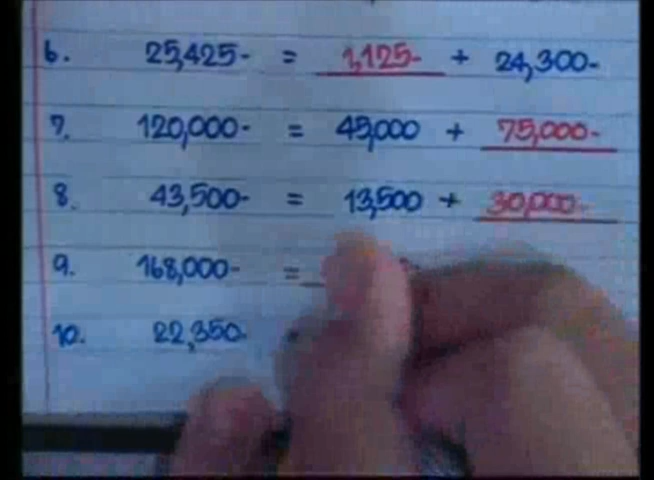 6. 25,425- = 1,125- + 24,300-
7. 120,000- = 45,000 + 75,000-
8. 43,500- = 13,500 + 30,000-
9. 168,000- =
10. 22,350-